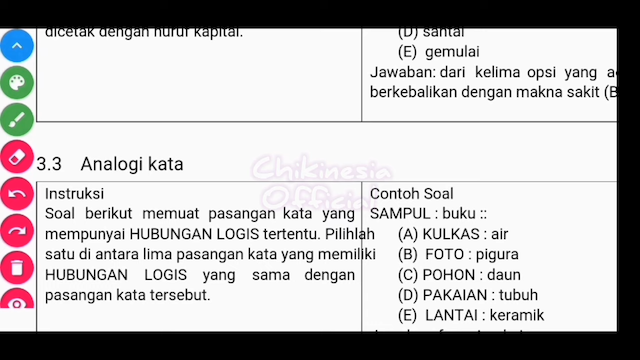 dicetak dengan huruf kapital.
(D) santai
(E) gemulai
Jawaban: dari kelima opsi yang
berkebalikan dengan makna sakit (B
3.3 Analogi kata
Chikinesia
Official
Instruksi
Soal berikut memuat pasangan kata yang
mempunyai HUBUNGAN LOGIS tertentu. Pilihlah
satu di antara lima pasangan kata yang memiliki
HUBUNGAN LOGIS yang sama dengan
pasangan kata tersebut.
Contoh Soal
SAMPUL : buku ::
(A) KULKAS : air
(B) FOTO : pigura
(C) POHON : daun
(D) PAKAIAN : tubuh
(E) LANTAI : keramik